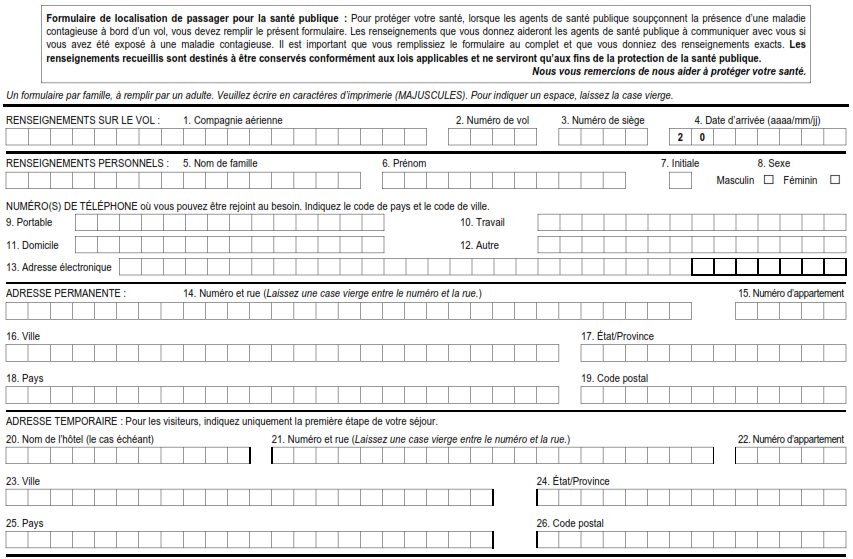 Formulaire de localisation de passager pour la santé publique : Pour protéger votre santé, lorsque les agents de santé publique soupçonnent la présence d'une maladie
contagieuse à bord d'un vol, vous devez remplir le présent formulaire. Les renseignements que vous donnez aideront les agents de santé publique à communiquer avec vous si
vous avez été exposé à une maladie contagieuse. Il est important que vous remplissiez le formulaire au complet et que vous donniez des renseignements exacts. Les
renseignements recueillis sont destinés à être conservés conformément aux lois applicables et ne serviront qu'aux fins de la protection de la santé publique.
Nous vous remercions de nous aider à protéger votre santé.
Un formulaire par famille, à remplir par un adulte. Veuillez écrire en caractères d'imprimerie (MAJUSCULES). Pour indiquer un espace, laissez la case vierge.
RENSEIGNEMENTS SUR LE VOL : 1. Compagnie aérienne 2. Numéro de vol 3. Numéro de siège 4. Date d'arrivée (aaaa/mm/jj)
2 0
RENSEIGNEMENTS PERSONNELS : 5. Nom de famille 6. Prénom 7. Initiale 8. Sexe
Masculin ☐ Féminin ☐
NUMÉRO(S) DE TÉLÉPHONE où vous pouvez être rejoint au besoin. Indiquez le code de pays et le code de ville.
9. Portable 10. Travail
11. Domicile 12. Autre
13. Adresse électronique
ADRESSE PERMANENTE : 14. Numéro et rue (Laissez une case vierge entre le numéro et la rue.) 15. Numéro d'appartement
16. Ville 17. État/Province
18. Pays 19. Code postal
ADRESSE TEMPORAIRE : Pour les visiteurs, indiquez uniquement la première étape de votre séjour.
20. Nom de l'hôtel (le cas échéant) 21. Numéro et rue (Laissez une case vierge entre le numéro et la rue.) 22. Numéro d'appartement
23. Ville 24. État/Province
25. Pays 26. Code postal